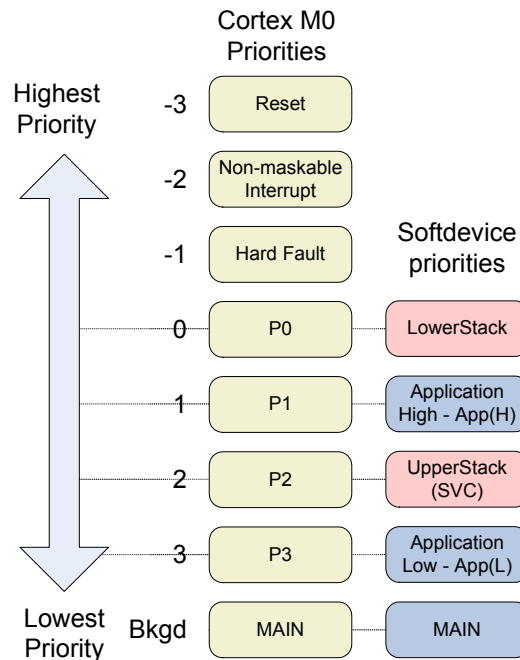 Cortex M0
Priorities
Highest
Priority
-3
Reset
-2
Non-maskable
Interrupt
-1
Hard Fault
Softdevice
priorities
0
P0
LowerStack
1
P1
Application
High - App(H)
2
P2
UpperStack
(SVC)
3
P3
Application
Low - App(L)
Lowest
Priority
Bkgd
MAIN
MAIN